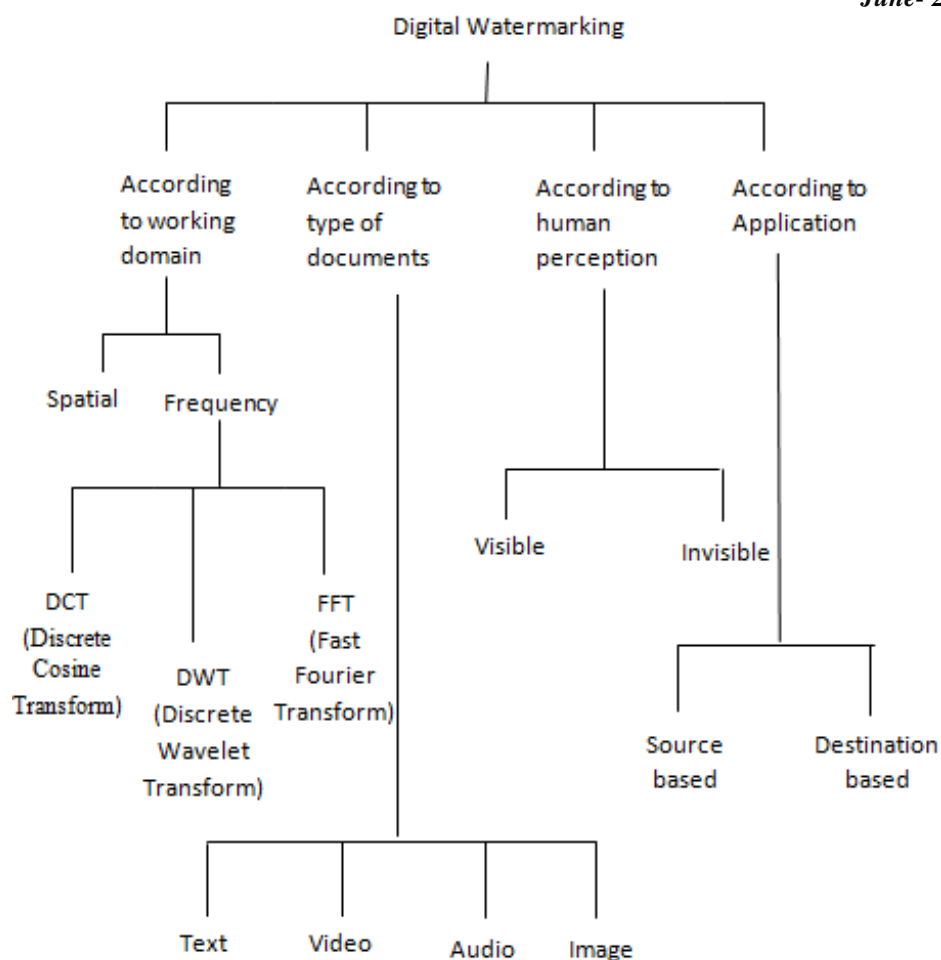 June- 2
Digital Watermarking
According
to working
domain
According to
type of
documents
According to
human
perception
According to
Application
Spatial
Frequency
Visible
Invisible
DCT
(Discrete
Cosine
Transform)
DWT
(Discrete
Wavelet
Transform)
FFT
(Fast
Fourier
Transform)
Source
based
Destination
based
Text
Video
Audio
Image